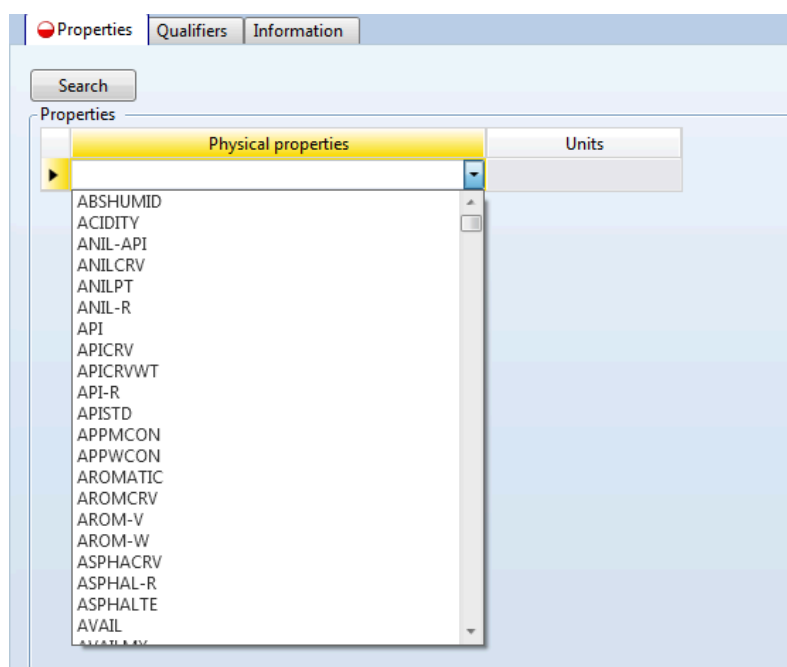 Properties Qualifiers Information
Search
Properties
Physical properties Units
ABSHUMID
ACIDITY
ANIL-API
ANILCRV
ANILPT
ANIL-R
API
APICRV
APICRVWT
API-R
APISTD
APPMCON
APPWCON
AROMATIC
AROMCRV
AROM-V
AROM-W
ASPHACRV
ASPHAL-R
ASPHALTE
AVAIL